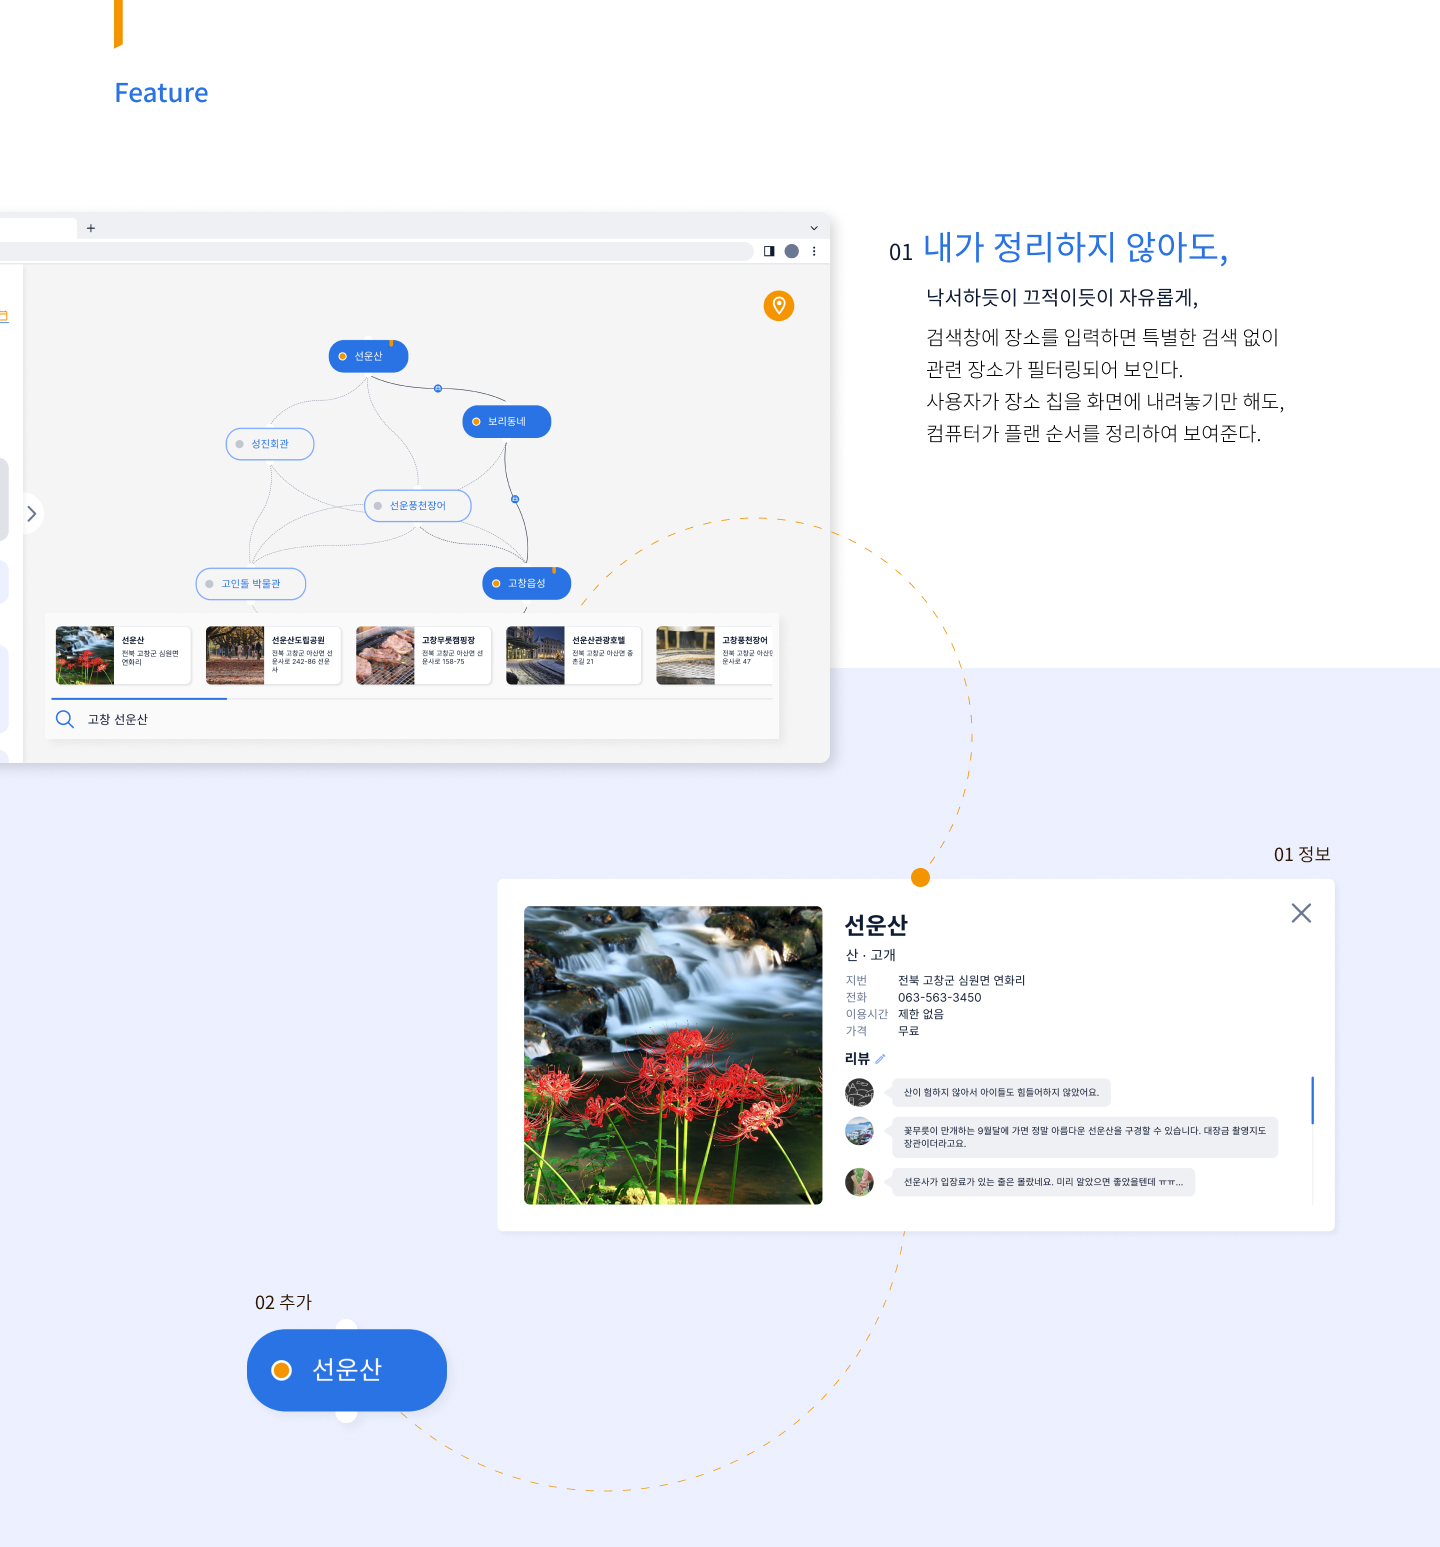 Feature
01 내가 정리하지 않아도,
낙서하듯이 끄적이듯이 자유롭게,
검색창에 장소를 입력하면 특별한 검색 없이
관련 장소가 필터링되어 보인다.
사용자가 장소 칩을 화면에 내려놓기만 해도,
컴퓨터가 플랜 순서를 정리하여 보여준다.
선운산
보리동네
성진회관
선운풍천장어
고인돌 박물관
고창읍성
선운산
전북 고창군 심원면
연화리
선운산도립공원
전북 고창군 아산면 선
운사로 242-86 선운
사
고창무릇캠핑장
전북 고창군 아산면 선
운사로 158-75
선운산관광호텔
전북 고창군 아산면 중
촌길 21
고창풍천장어
전북 고창군 아산면
운사로 47
고창 선운산
01 정보
선운산
산 · 고개
지번 전북 고창군 심원면 연화리
전화 063-563-3450
이용시간 제한 없음
가격 무료
리뷰
산이 험하지 않아서 아이들도 힘들어하지 않았어요.
꽃무릇이 만개하는 9월달에 가면 정말 아름다운 선운산을 구경할 수 있습니다. 대장금 촬영지도
장관이더라고요.
선운사가 입장료가 있는 줄은 몰랐네요. 미리 알았으면 좋았을텐데 ㅠㅠ...
02 추가
선운산